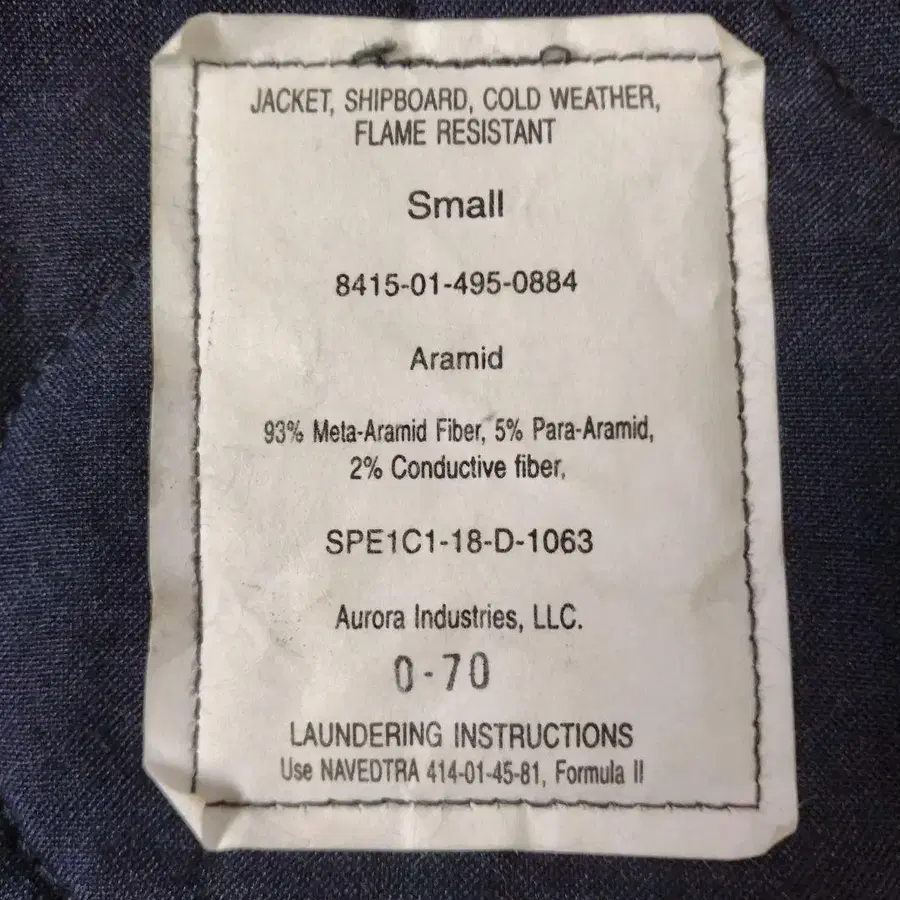 JACKET, SHIPBOARD, COLD WEATHER,
FLAME RESISTANT
Small
8415-01-495-0884
Aramid
93% Meta-Aramid Fiber, 5% Para-Aramid,
2% Conductive fiber,
SPE1C1-18-D-1063
Aurora Industries, LLC.
0-70
LAUNDERING INSTRUCTIONS
Use NAVEDTRA 414-01-45-81, Formula II